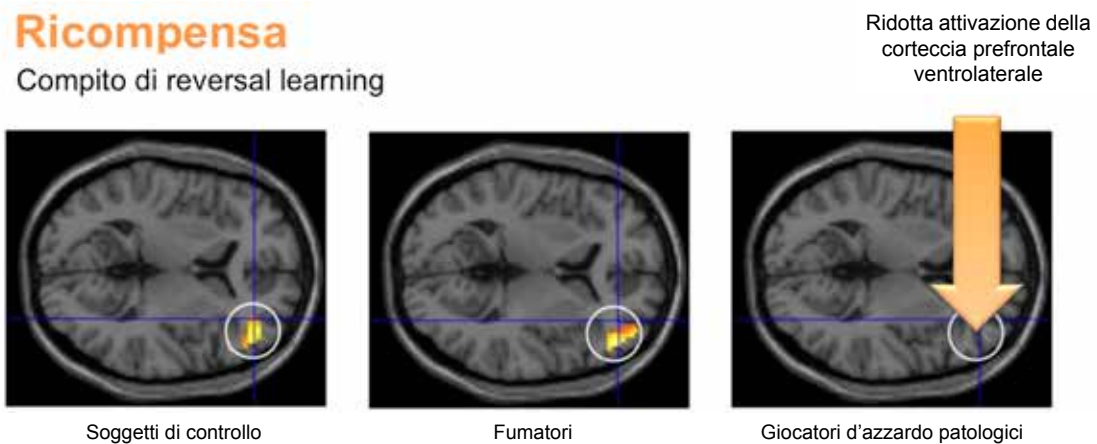 Ricompensa
Compito di reversal learning
Ridotta attivazione della
corteccia prefrontale
ventrolaterale
Soggetti di controllo
Fumatori
Giocatori d'azzardo patologici